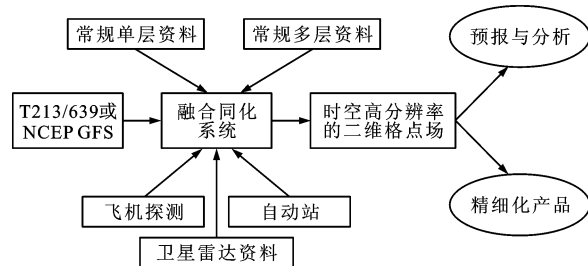 常规单层资料
常规多层资料
预报与分析
T213/639或
NCEP GFS
融合同化
系统
时空高分辨率
的二维格点场
飞机探测
自动站
卫星雷达资料
精细化产品